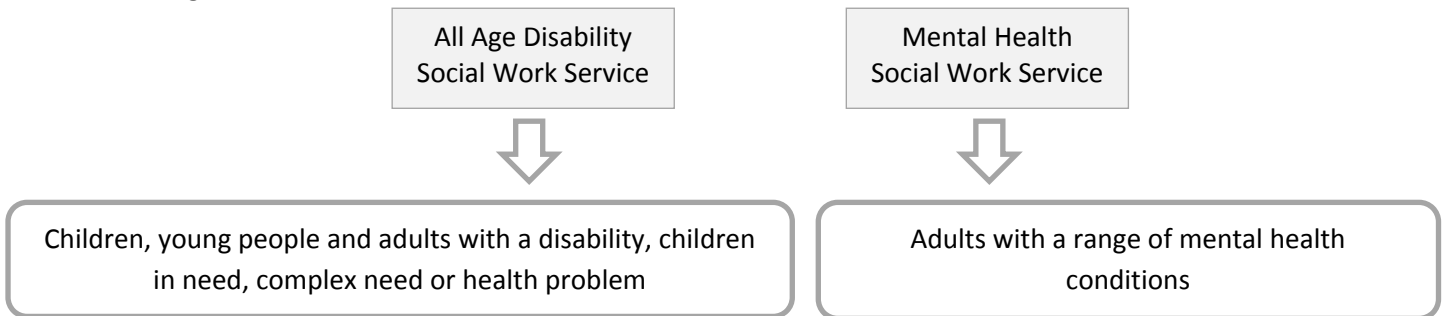 All Age Disability
Social Work Service
Mental Health
Social Work Service
Children, young people and adults with a disability, children
in need, complex need or health problem
Adults with a range of mental health
conditions